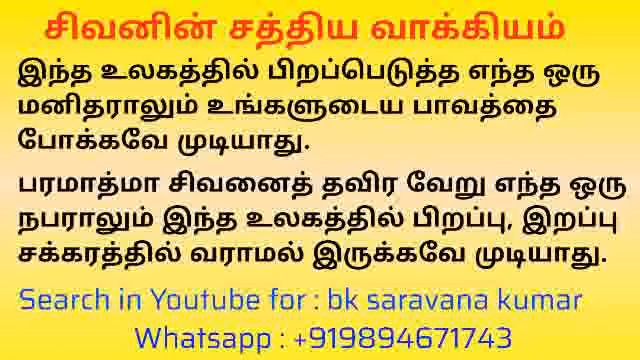 சிவனின் சத்திய வாக்கியம்
இந்த உலகத்தில் பிறப்பெடுத்த எந்த ஒரு
மனிதராலும் உங்களுடைய பாவத்தை
போக்கவே முடியாது.
பரமாத்மா சிவனைத் தவிர வேறு எந்த ஒரு
நபராலும் இந்த உலகத்தில் பிறப்பு, இறப்பு
சக்கரத்தில் வராமல் இருக்கவே முடியாது.
Search in Youtube for : bk saravana kumar
Whatsapp : +919894671743